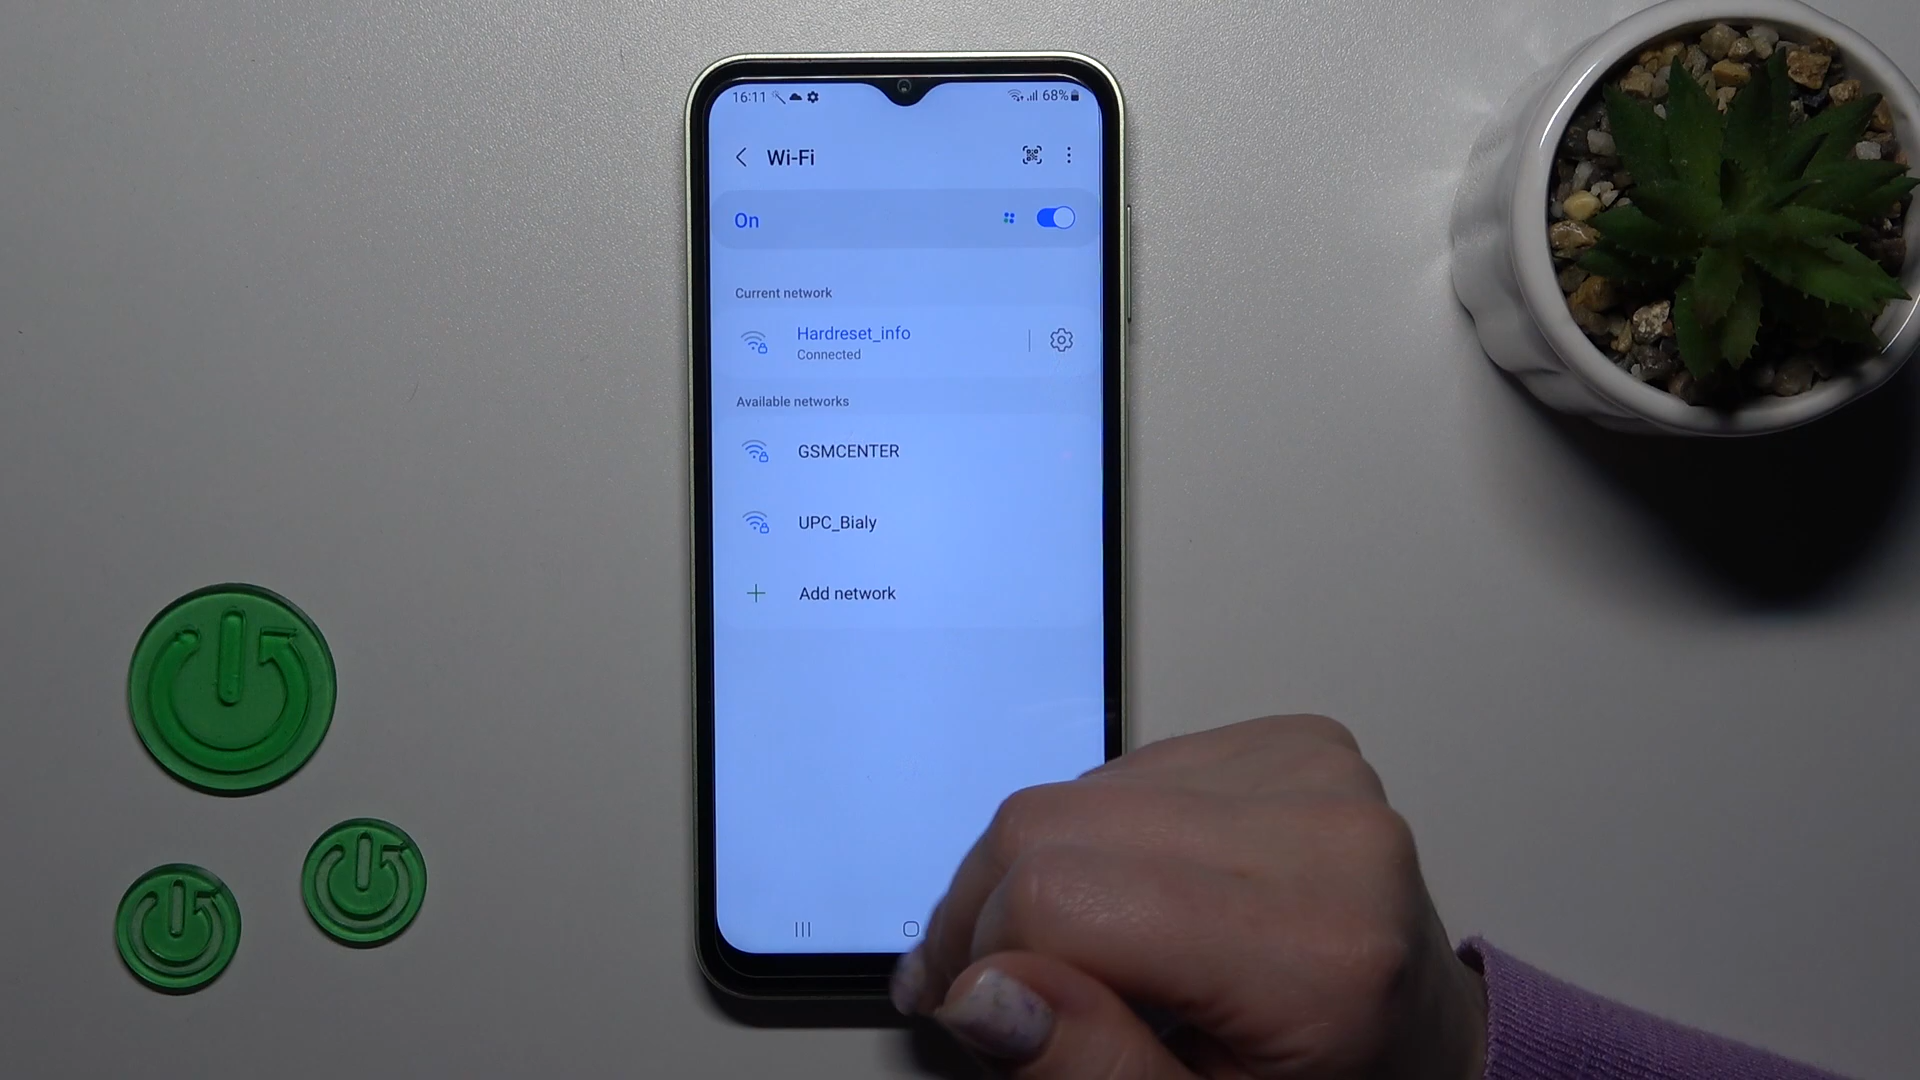 16:11 68%
Wi-Fi
On
Current network
Hardreset_info
Connected
Available networks
GSMCENTER
UPC_Bialy
Add network